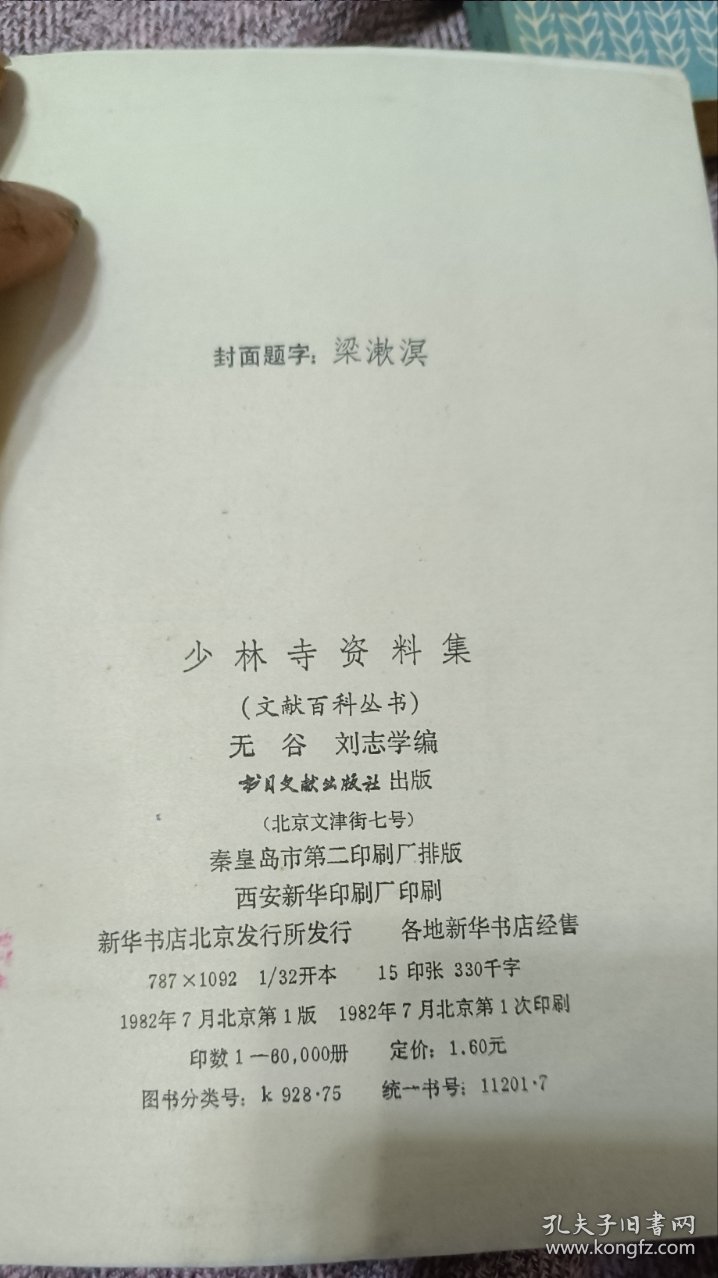 封面题字：梁漱溟
少林寺资料集
（文献百科丛书）
无谷 刘志学编
书目文献出版社 出版
（北京文津街七号）
秦皇岛市第二印刷厂排版
西安新华印刷厂印刷
新华书店北京发行所发行 各地新华书店经售
787×1092 1/32开本 15 印张 330千字
1982年7月北京第1版 1982年7月北京第1次印刷
印数1—60,000册 定价：1.60元
图书分类号：k 928·75 统一书号：11201·7
孔夫子旧书网
www.kongfz.com